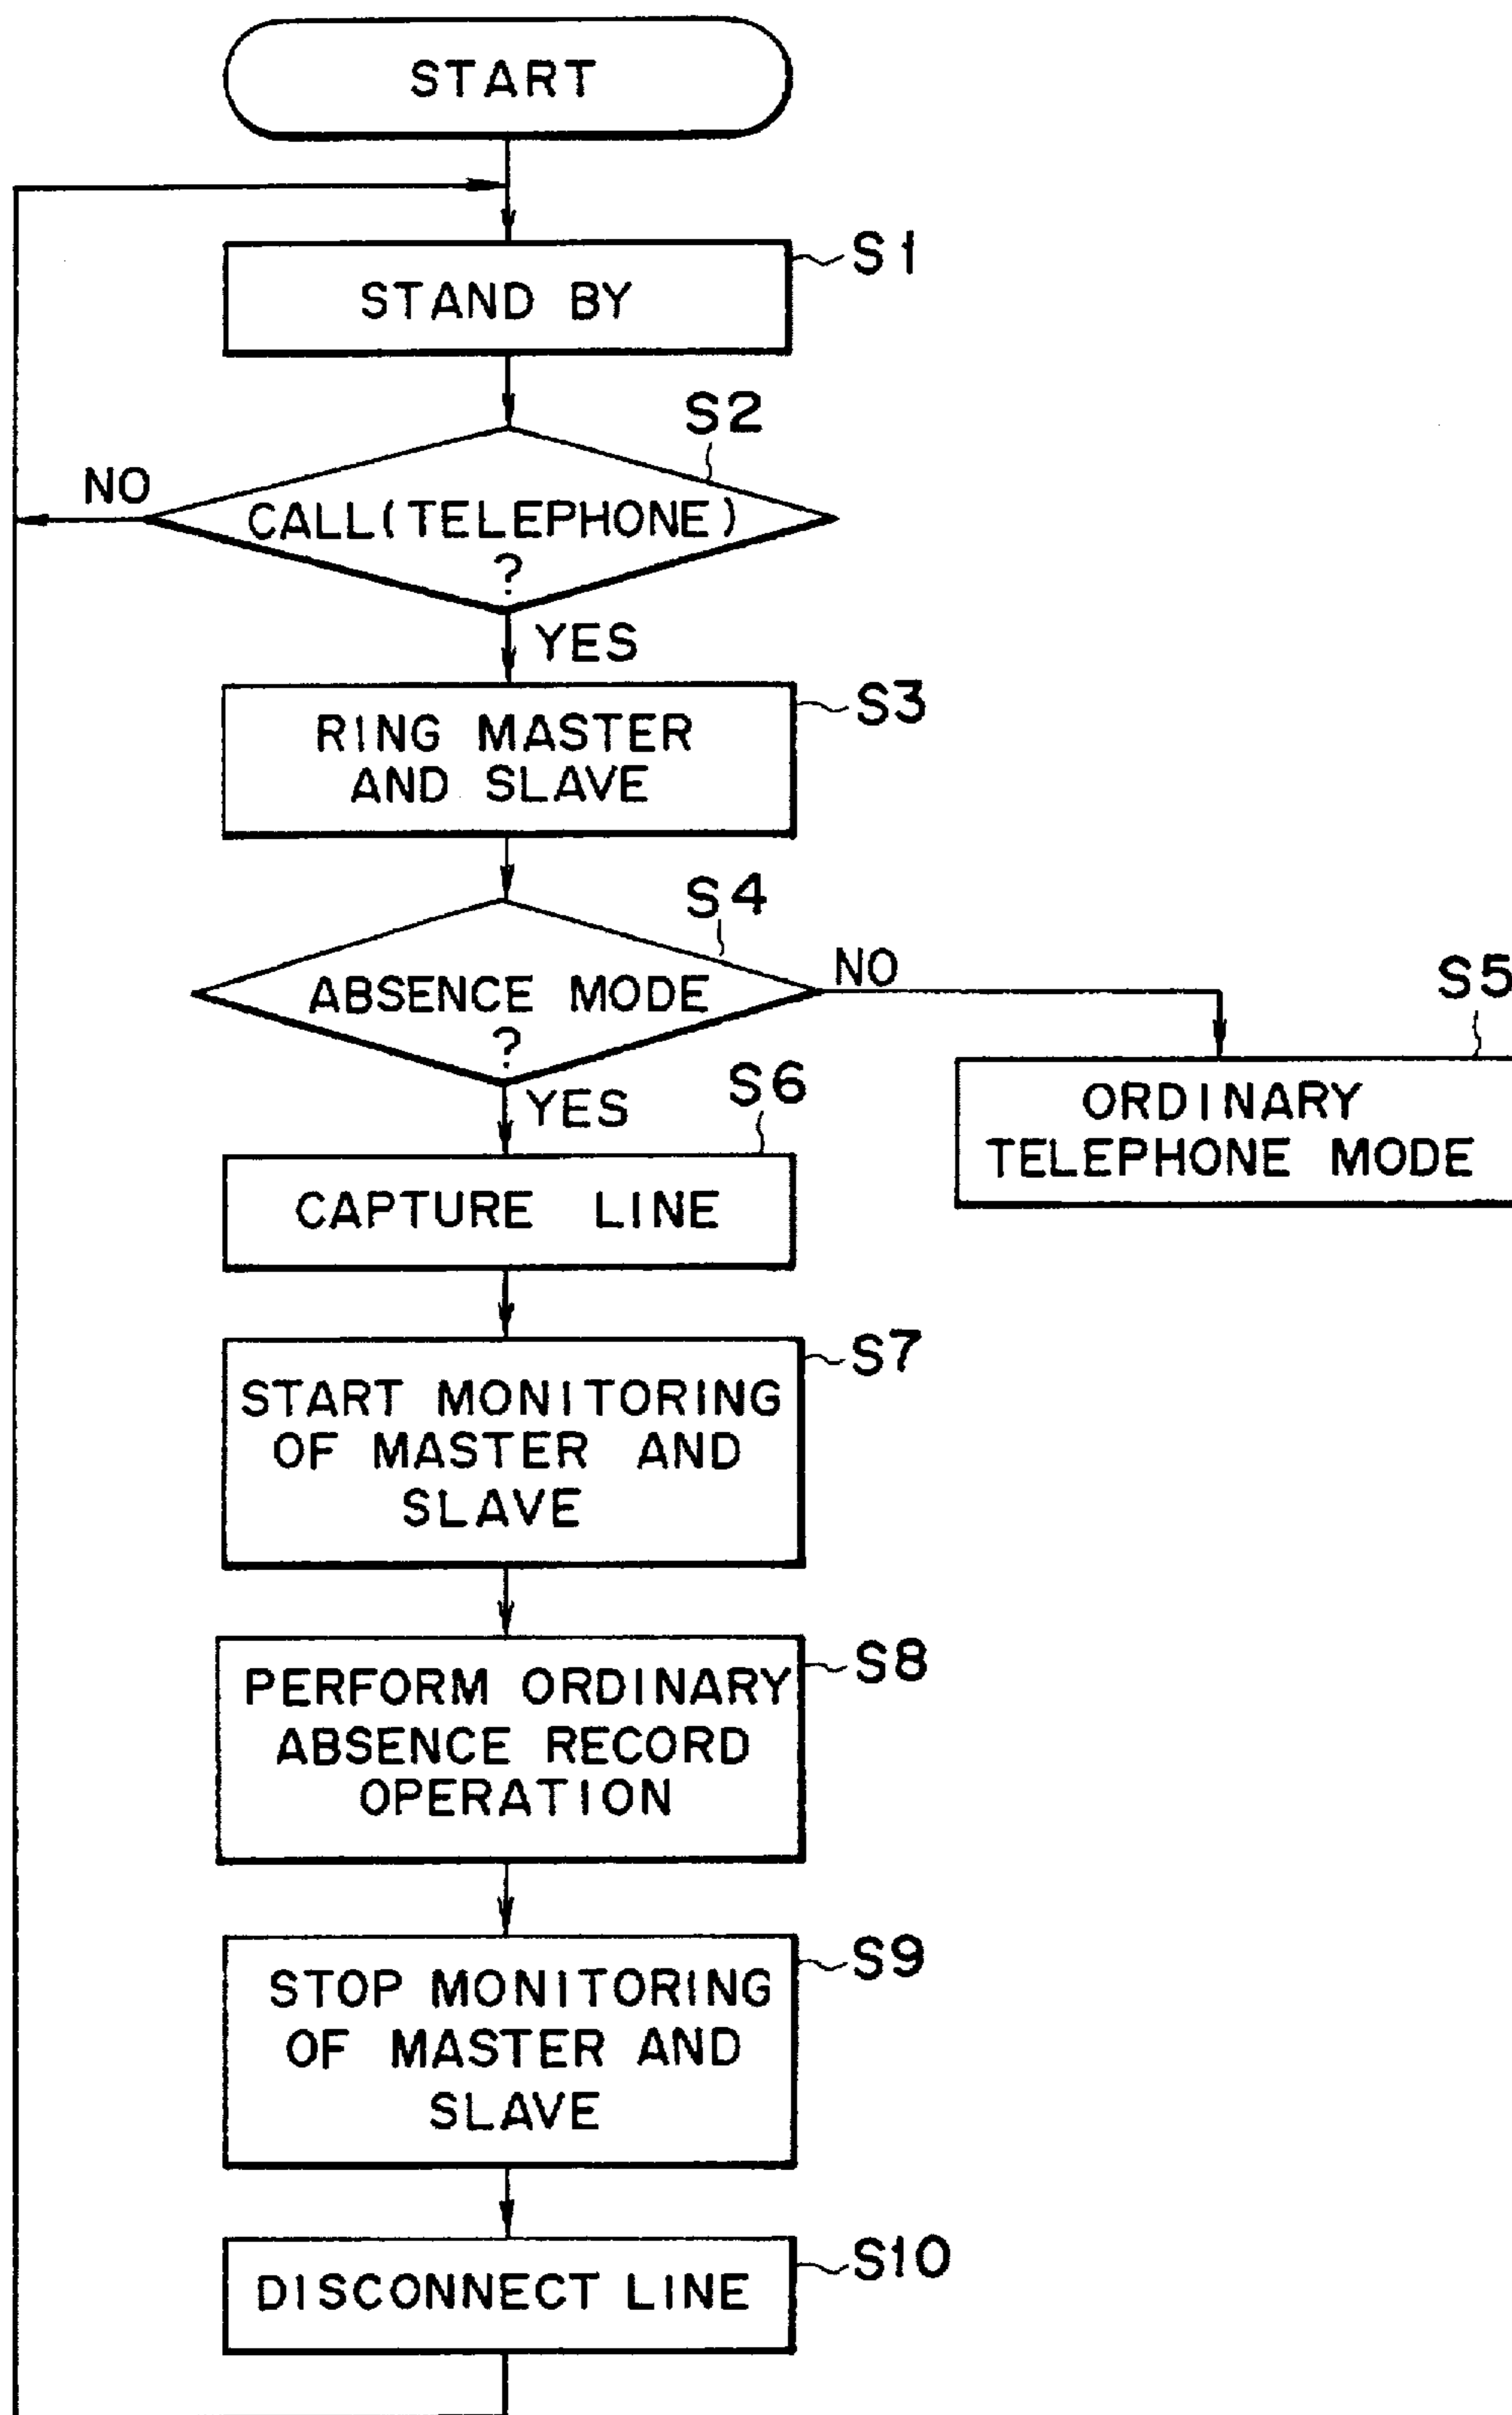 START
S1
STAND BY
S2
NO
CALL(TELEPHONE)
?
YES
S3
RING MASTER
AND SLAVE
S4
ABSENCE MODE
?
NO
S5
ORDINARY
TELEPHONE MODE
YES
S6
CAPTURE LINE
S7
START MONITORING
OF MASTER AND
SLAVE
S8
PERFORM ORDINARY
ABSENCE RECORD
OPERATION
S9
STOP MONITORING
OF MASTER AND
SLAVE
S10
DISCONNECT LINE